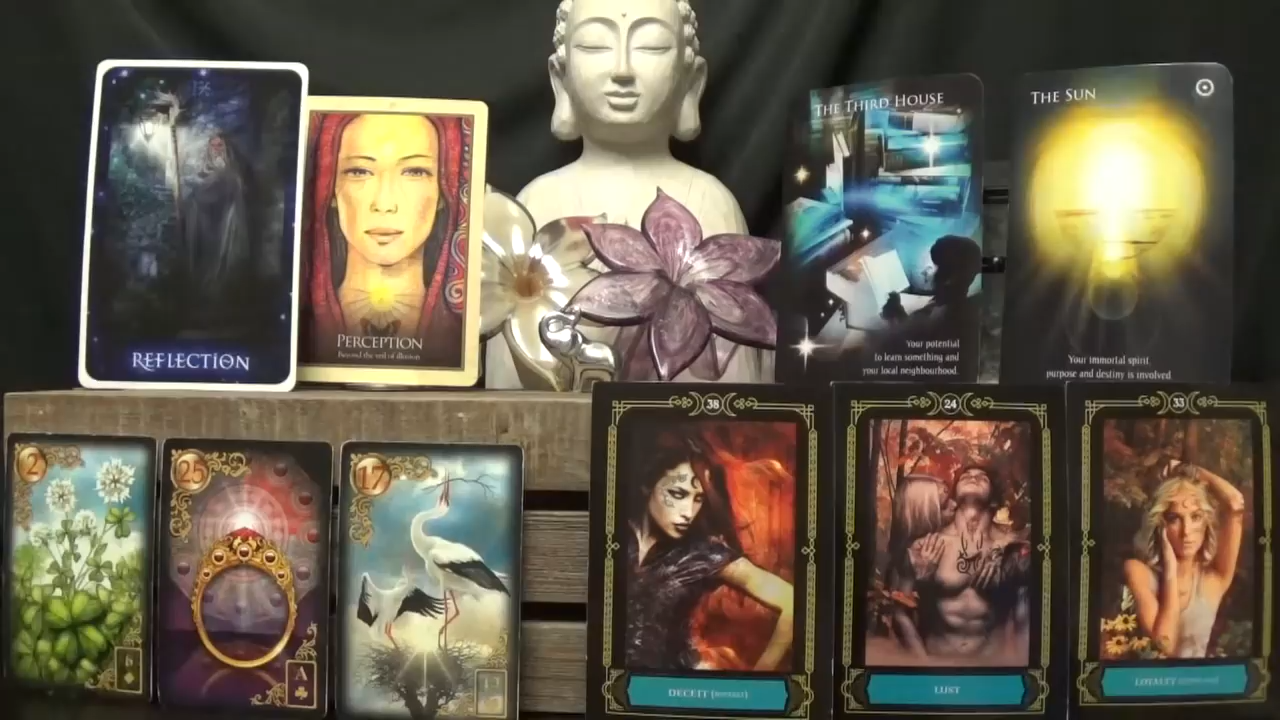 REFLECTION
PERCEPTION
Beyond the veil of illusion
THE THIRD HOUSE
Your potential
to learn something and
your local neighbourhood.
THE SUN
Your immortal spirit,
purpose and destiny is involved
2
6
25
A
17
38
DECEIT
24
LUST
33
LOYALTY